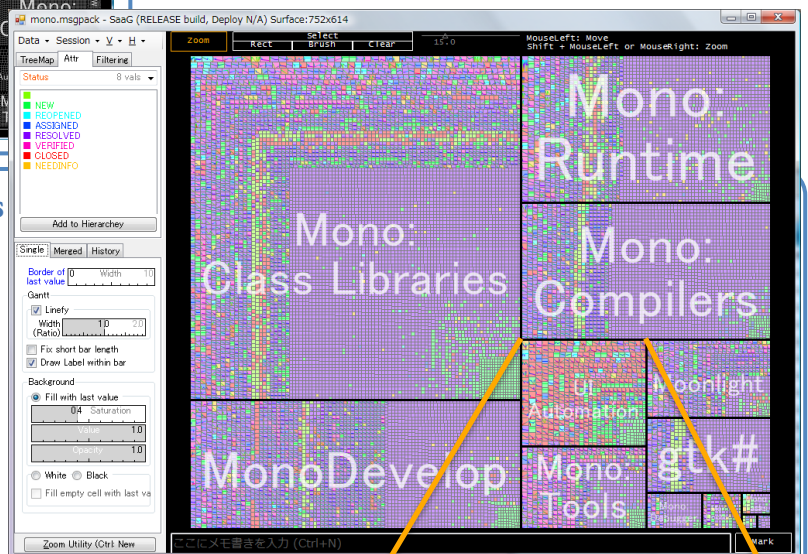 mono.msgpack - SaaG (RELEASE build, Deploy N/A) Surface:752x614
Data Session V H
TreeMap Attr Filtering
Status 8 vals
NEW
REOPENED
ASSIGNED
RESOLVED
VERIFIED
CLOSED
NEEDINFO
Add to Hierarchey
Single Merged History
Border of last value 0 Width 10
Gantt
Linefy
Width (Ratio) 1.0 2.0
Fix short bar length
Draw Label within bar
Background
Fill with last value
0.4 Saturation
Value 1.0
Opacity 1.0
White Black
Fill empty cell with last va
Zoom Utility (Ctrl: New
Zoom
Select
Rect Brush Clear
15.0
MouseLeft: Move
Shift + MouseLeft or MouseRight: Zoom
Mono:
Class Libraries
Mono:
Runtime
Mono:
Compilers
MonoDevelop
UI
Automation
Moonlight
Mono:
Tools
gtk#
ここにメモ書きを入力 (Ctrl+N)
Mark